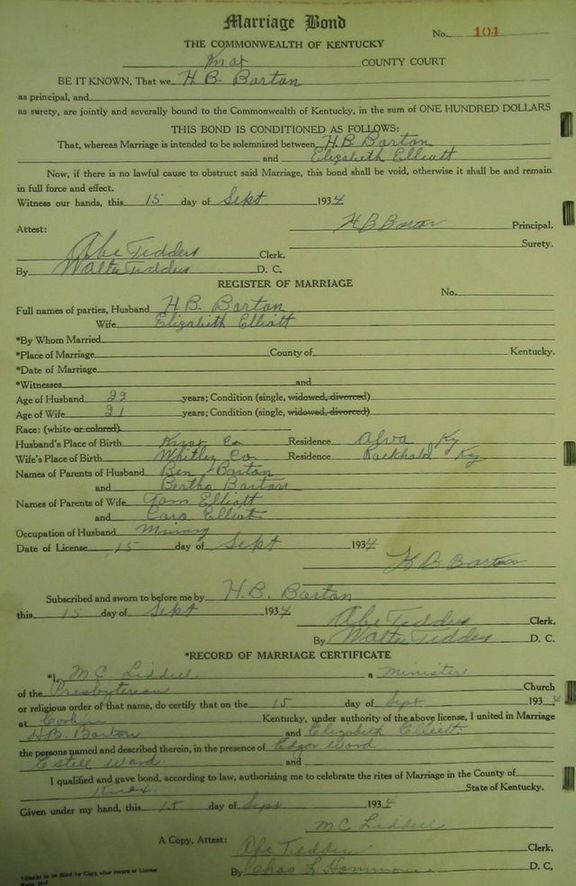 Marriage Bond
No. 104
THE COMMONWEALTH OF KENTUCKY
Knox COUNTY COURT
BE IT KNOWN, That we H B. Barton
as principal, and
as surety, are jointly and severally bound to the Commonwealth of Kentucky, in the sum of ONE HUNDRED DOLLARS
THIS BOND IS CONDITIONED AS FOLLOWS:
That, whereas Marriage is intended to be solemnized between H.B. Barton
and Elizabeth Elliott
Now, if there is no lawful cause to obstruct said Marriage, this bond shall be void, otherwise it shall be and remain
in full force and effect.
Witness our hands, this 15 day of Sept 1934
H B Barton Principal.
Attest: Surety.
Abe Tedders Clerk.
By Walter Tedders D. C.
REGISTER OF MARRIAGE
No.
Full names of parties, Husband H. B. Barton
Wife Elizabeth Elliott
*By Whom Married
*Place of Marriage County of Kentucky.
*Date of Marriage
*Witnesses and
Age of Husband 22 years; Condition (single, widowed, divorced)
Age of Wife 21 years; Condition (single, widowed, divorced)
Race: (white or colored)
Husband's Place of Birth Knox Co Residence Alva Ky
Wife's Place of Birth Whitley Co. Residence Rockhold Ky
Names of Parents of Husband Ben Barton
and Bertha Barton
Names of Parents of Wife Tom Elliott
and Cora Elliott
Occupation of Husband Mining
Date of License 15 day of Sept 1934
H B Barton
Subscribed and sworn to before me by H.B. Barton
this 15 day of Sept 1934
Abe Tedders Clerk.
By Walter Tedders D. C.
*RECORD OF MARRIAGE CERTIFICATE
*I, M C Liddell a Minister
of the Presbyterean Church
or religious order of that name, do certify that on the 15 day of Sept 1934
at Corbin Kentucky, under authority of the above license, I united in Marriage
H.B. Barton and Elizabeth Elliott
the persons named and described therein, in the presence of Edgar Word
Estill Word and
I qualified and gave bond, according to law, authorizing me to celebrate the rites of Marriage in the County of
Knox State of Kentucky.
Given under my hand, this 15 day of Sept 1934
M C Liddell
A Copy, Attest: Abe Tedders Clerk.
By Chas L D. C.